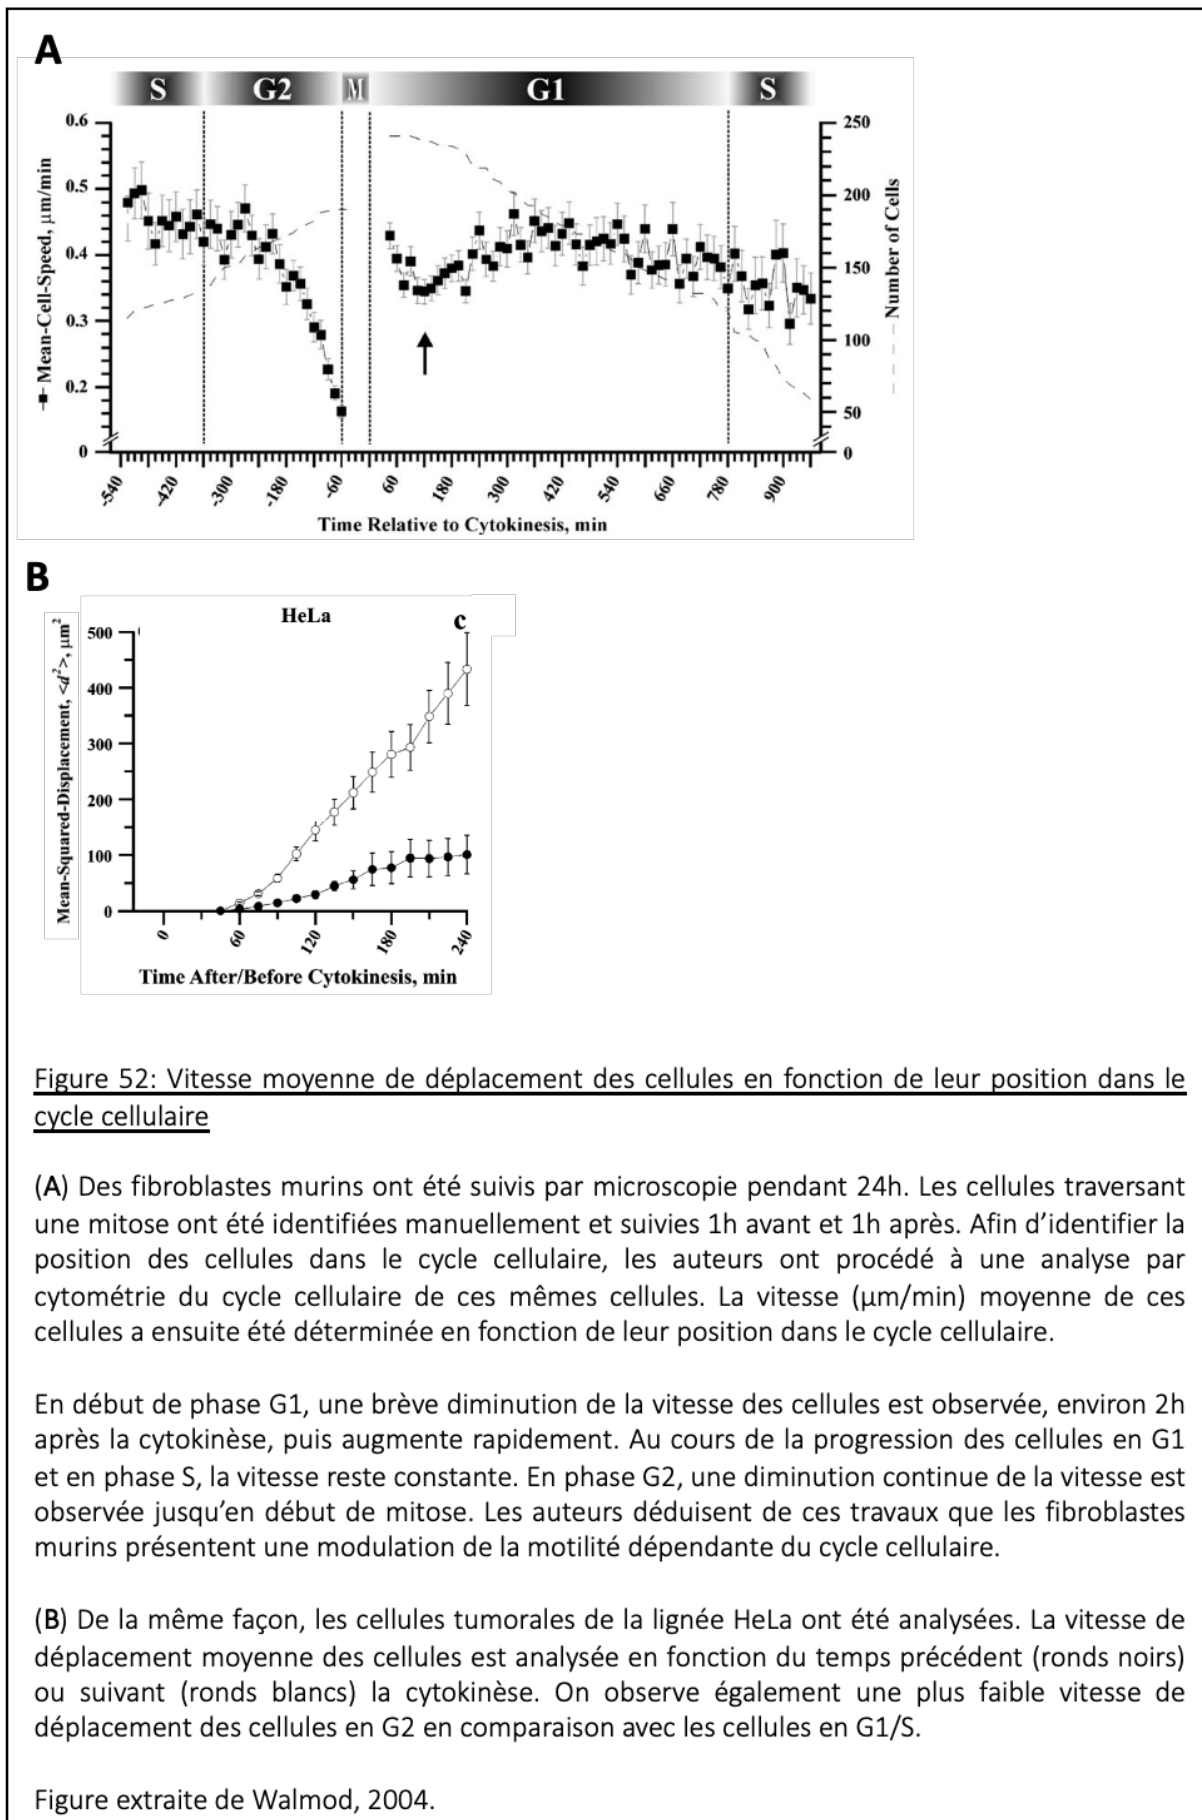 A
S G2 M G1 S
0.6
0.5
0.4
0.3
0.2
0
Mean-Cell-Speed, µm/min
250
200
150
100
50
0
Number of Cells
-540 -420 -300 -180 -60 60 180 300 420 540 660 780 900
Time Relative to Cytokinesis, min
B
HeLa c
500
400
300
200
100
0
Mean-Squared-Displacement, <d²>, µm²
0 60 120 180 240
Time After/Before Cytokinesis, min
Figure 52: Vitesse moyenne de déplacement des cellules en fonction de leur position dans le
cycle cellulaire
(A) Des fibroblastes murins ont été suivis par microscopie pendant 24h. Les cellules traversant
une mitose ont été identifiées manuellement et suivies 1h avant et 1h après. Afin d’identifier la
position des cellules dans le cycle cellulaire, les auteurs ont procédé à une analyse par
cytométrie du cycle cellulaire de ces mêmes cellules. La vitesse (µm/min) moyenne de ces
cellules a ensuite été déterminée en fonction de leur position dans le cycle cellulaire.
En début de phase G1, une brève diminution de la vitesse des cellules est observée, environ 2h
après la cytokinèse, puis augmente rapidement. Au cours de la progression des cellules en G1
et en phase S, la vitesse reste constante. En phase G2, une diminution continue de la vitesse est
observée jusqu’en début de mitose. Les auteurs déduisent de ces travaux que les fibroblastes
murins présentent une modulation de la motilité dépendante du cycle cellulaire.
(B) De la même façon, les cellules tumorales de la lignée HeLa ont été analysées. La vitesse de
déplacement moyenne des cellules est analysée en fonction du temps précédent (ronds noirs)
ou suivant (ronds blancs) la cytokinèse. On observe également une plus faible vitesse de
déplacement des cellules en G2 en comparaison avec les cellules en G1/S.
Figure extraite de Walmod, 2004.